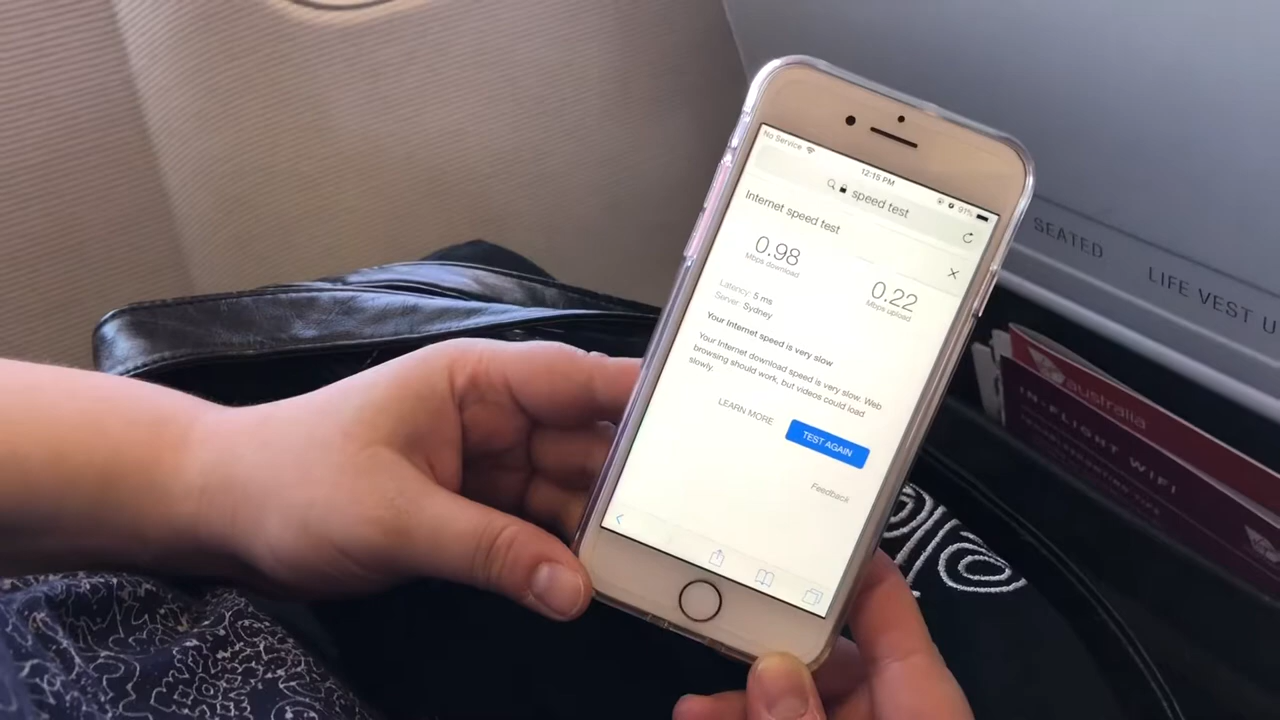 No Service
12:15 PM
91%
speed test
Internet speed test
0.98
Mbps download
0.22
Mbps upload
Latency: 5 ms
Server: Sydney
Your Internet speed is very slow
Your Internet download speed is very slow. Web
browsing should work, but videos could load
slowly.
LEARN MORE
TEST AGAIN
Feedback
SEATED
LIFE VEST U
australia
IN-FLIGHT WIFI